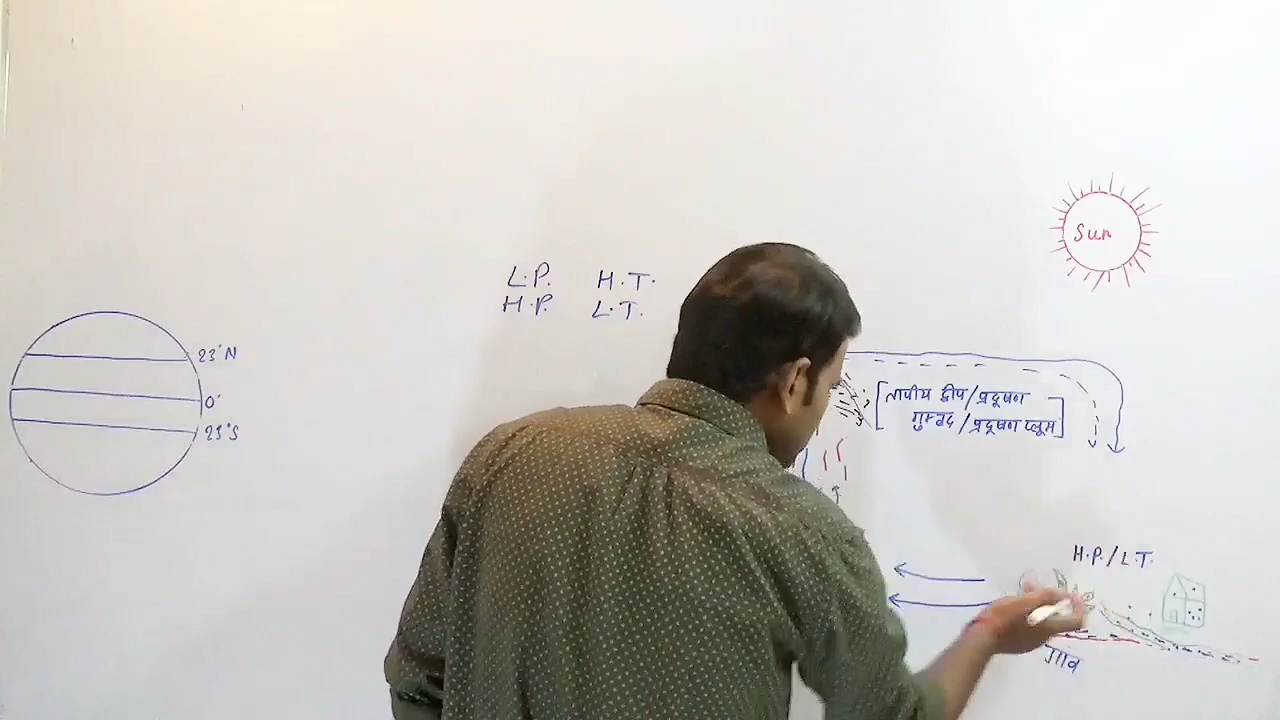 Sun
L.P. H.T.
H.P. L.T.
23°N
0°
23°S
[तापीय द्वीप/प्रदूषण
गुम्बद/प्रदूषण प्लूम]
H.P./L.T.
गांव